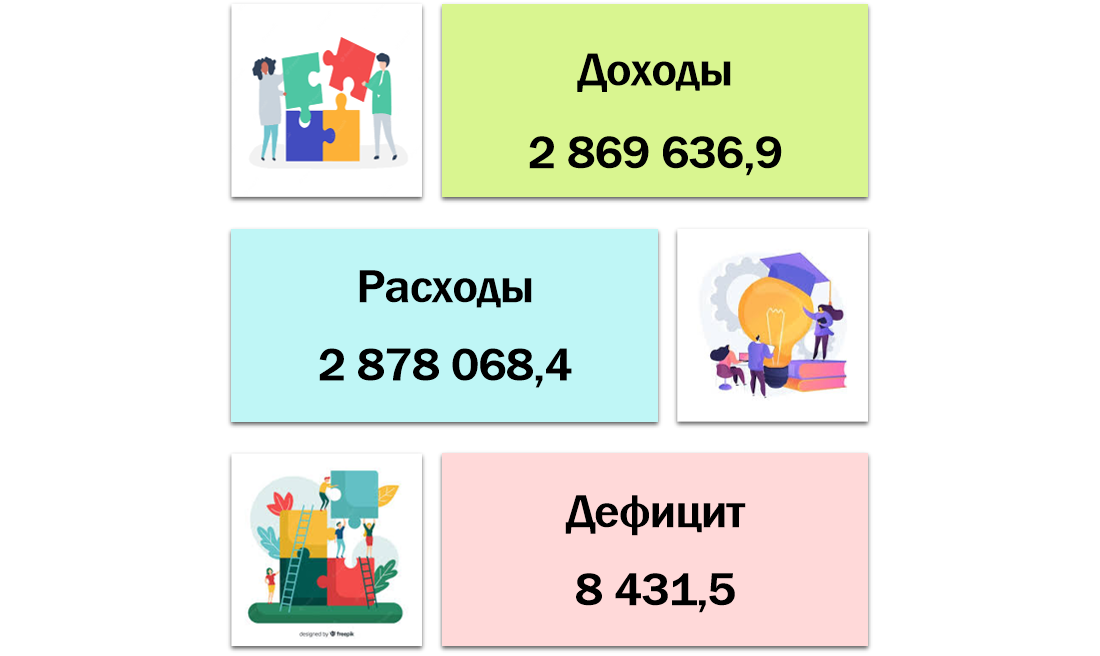 Доходы
2 869 636,9
Расходы
2 878 068,4
Дефицит
8 431,5
designed by freepik